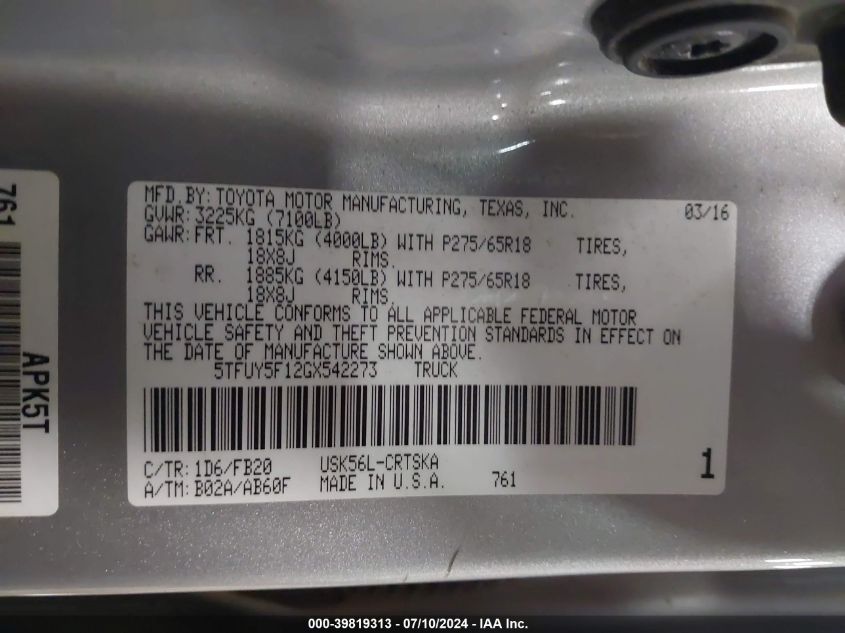 MFD.BY: TOYOTA MOTOR MANUFACTURING, TEXAS, INC. 03/16
GVWR: 3225KG (7100LB)
GAWR: FRT. 1815KG (4000LB) WITH P275/65R18 TIRES,
18X8J RIMS,
RR. 1885KG (4150LB) WITH P275/65R18 TIRES,
18X8J RIMS,
THIS VEHICLE CONFORMS TO ALL APPLICABLE FEDERAL MOTOR
VEHICLE SAFETY AND THEFT PREVENTION STANDARDS IN EFFECT ON
THE DATE OF MANUFACTURE SHOWN ABOVE.
5TFUY5F12GX542273 TRUCK
C/TR: 1D6/FB20 USK56L-CRTSKA 1
A/TM: B02A/AB60F MADE IN U.S.A. 761
761
APK5T
000-39819313 - 07/10/2024 - IAA Inc.